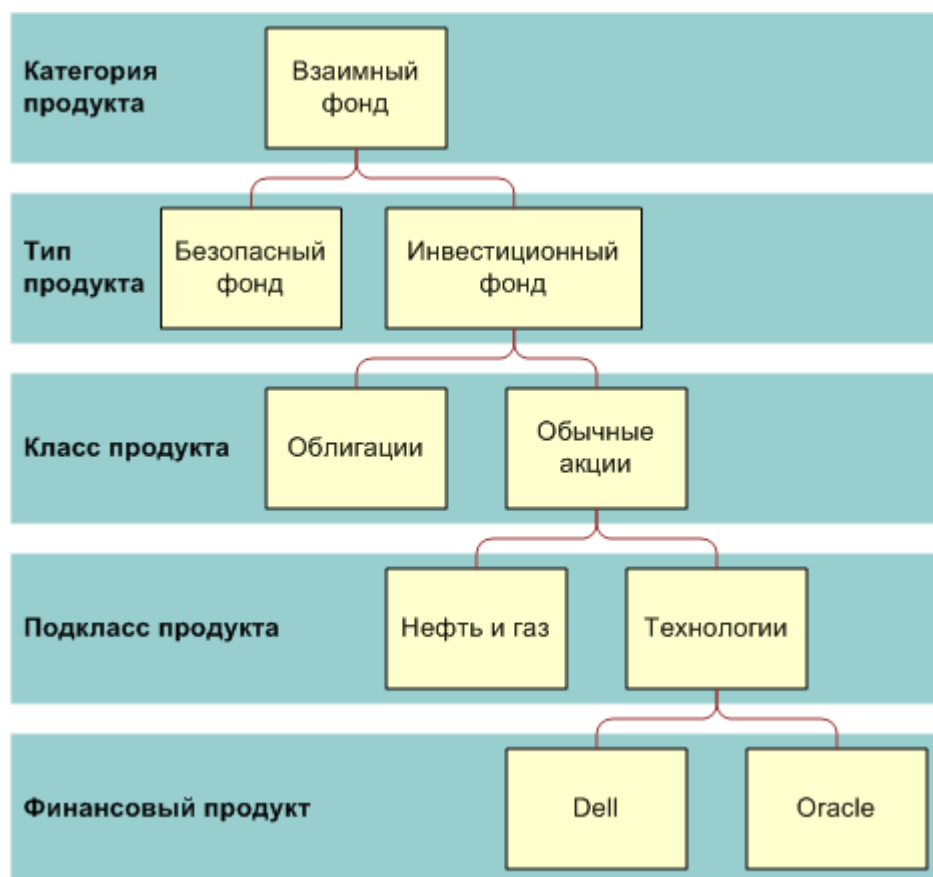 Категория
продукта
Взаимный
фонд
Тип
продукта
Безопасный
фонд
Инвестиционный
фонд
Класс продукта
Облигации
Обычные
акции
Подкласс продукта
Нефть и газ
Технологии
Финансовый продукт
Dell
Oracle